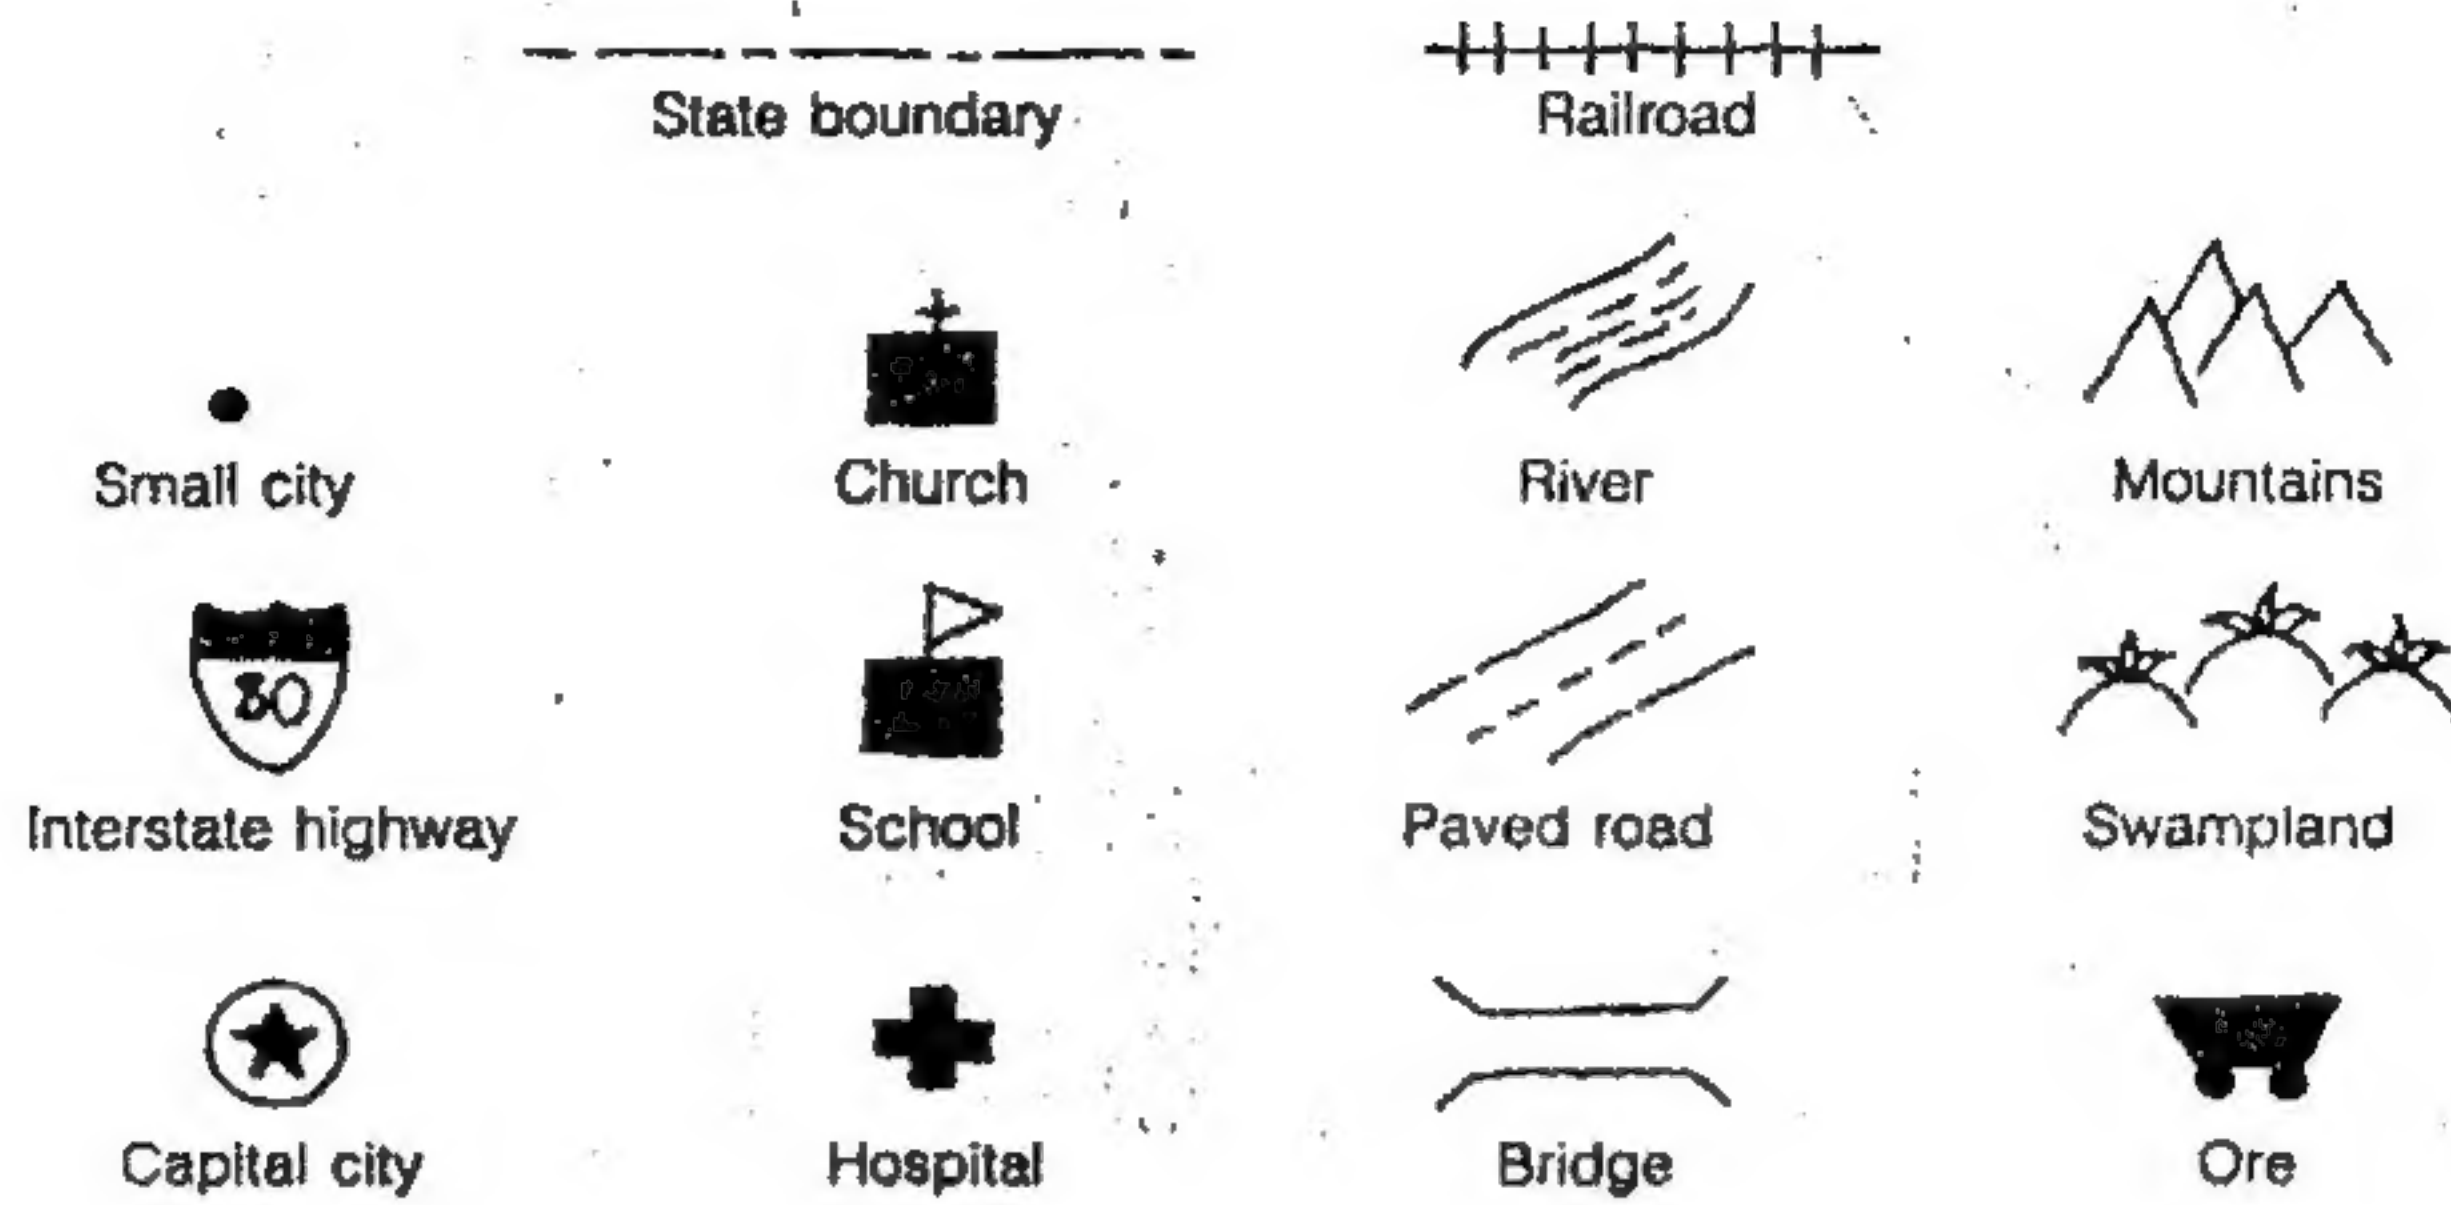 State boundary Railroad
Small city Church River Mountains
80
Interstate highway School Paved road Swampland
Capital city Hospital Bridge Ore